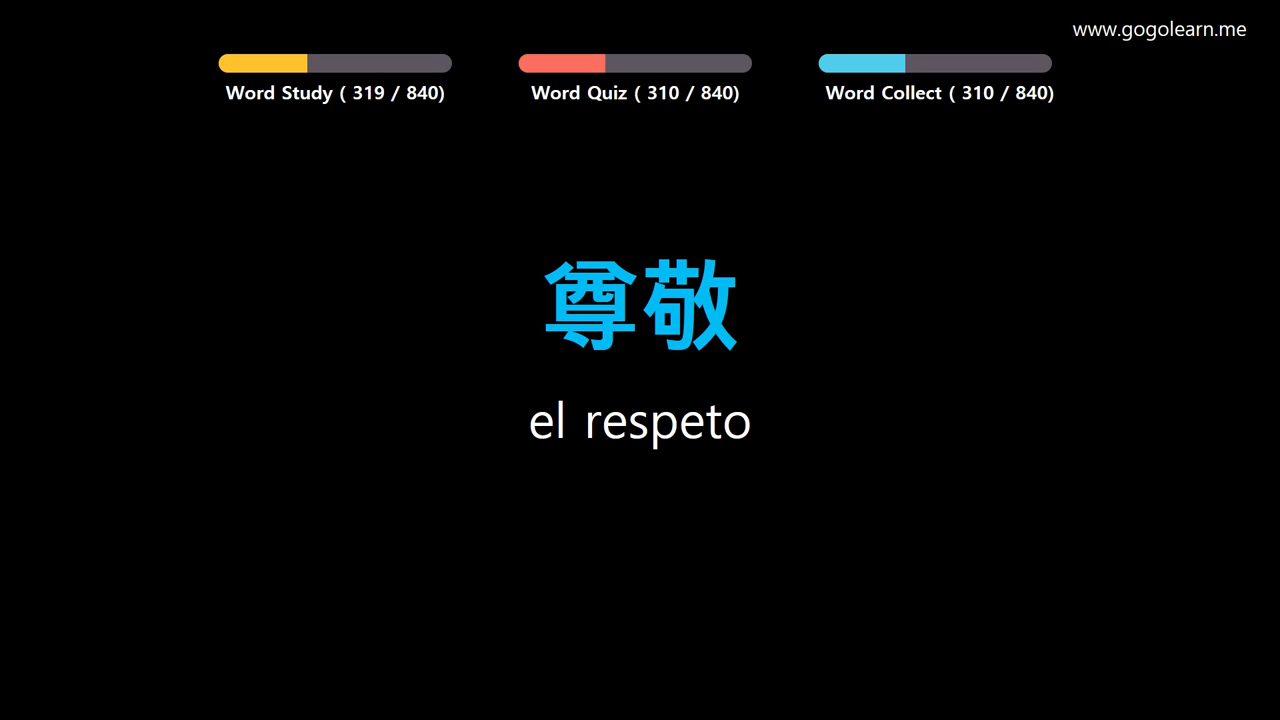 www.gogolearn.me
Word Study ( 319 / 840)
Word Quiz ( 310 / 840)
Word Collect ( 310 / 840)
尊敬
el respeto